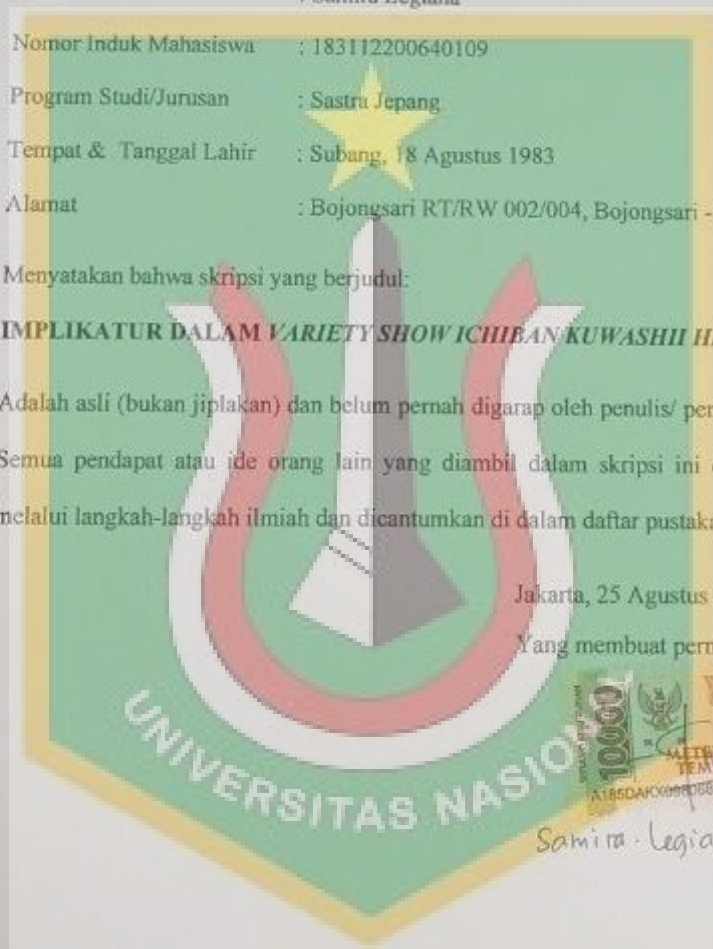 Nomor Induk Mahasiswa : 183112200640109
Program Studi/Jurusan : Sastra Jepang
Tempat & Tanggal Lahir : Subang, 18 Agustus 1983
Alamat : Bojongsari RT/RW 002/004, Bojongsari -
Menyatakan bahwa skripsi yang berjudul:
IMPLIKATUR DALAM VARIETY SHOW ICHIBAN KUWASHII
Adalah asli (bukan jiplakan) dan belum pernah digarap oleh penulis/
Semua pendapat atau ide orang lain yang diambil dalam skripsi ini
melalui langkah-langkah ilmiah dan dicantumkan di dalam daftar pustaka
Jakarta, 25 Agustus
Yang membuat
10000
UNIVERSITAS NASIO
Samira Legia